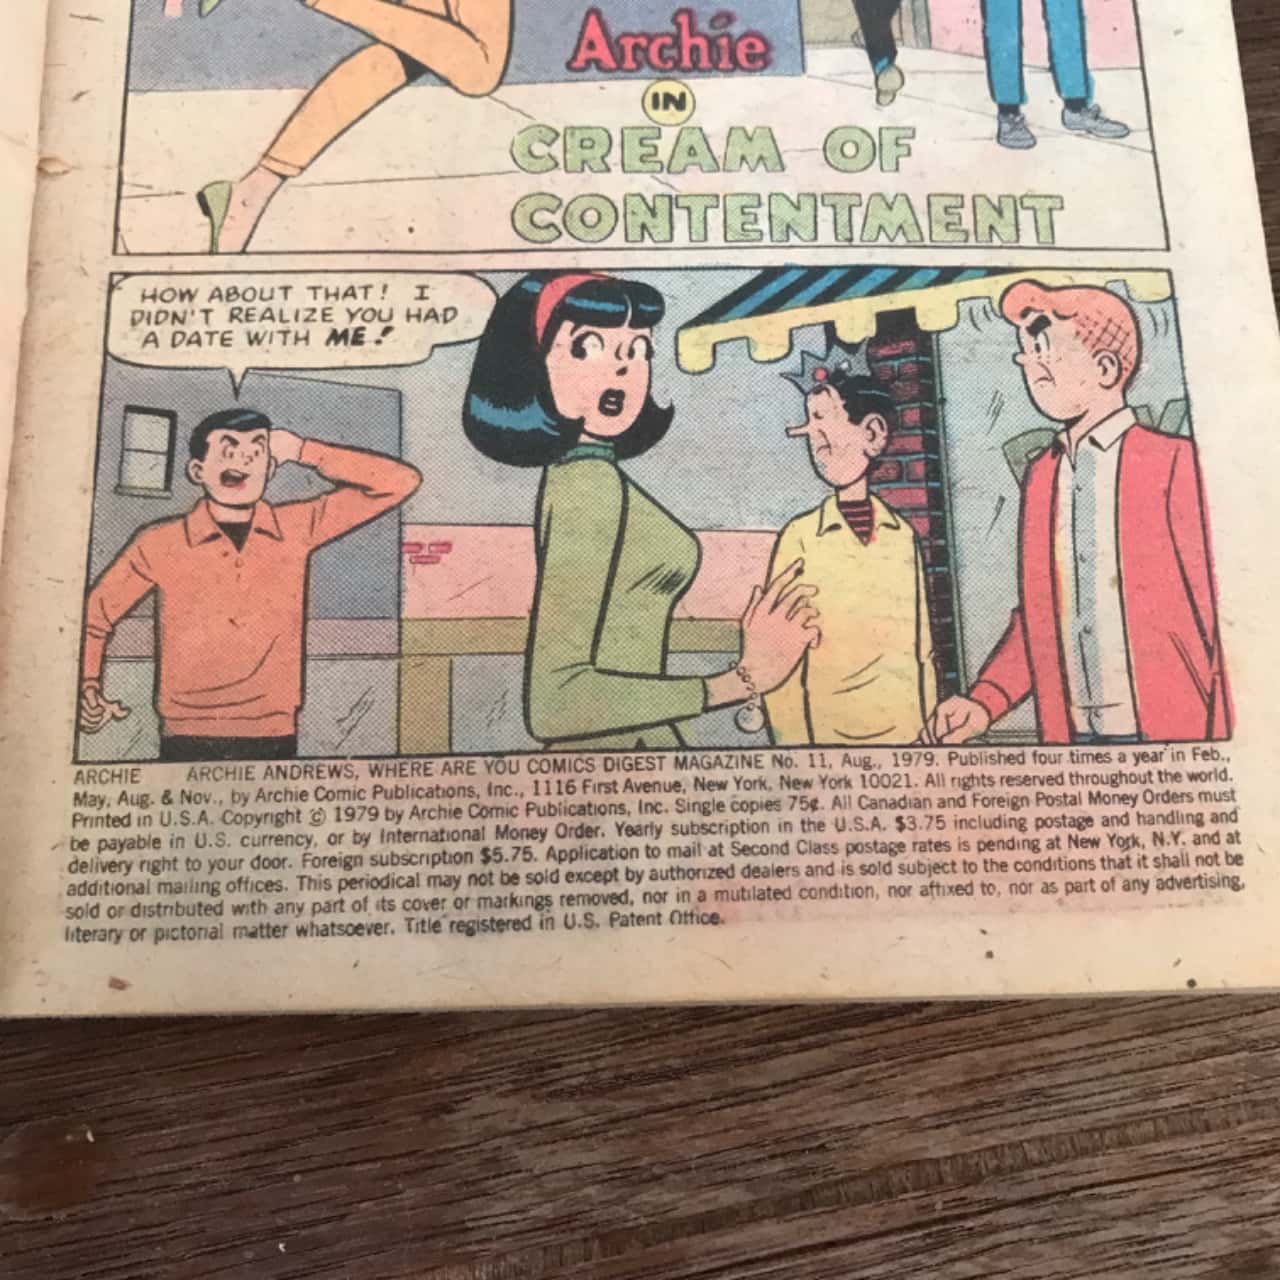 Archie
IN
CREAM OF
CONTENTMENT
HOW ABOUT THAT! I
DIDN'T REALIZE YOU HAD
A DATE WITH ME!
ARCHIE ARCHIE ANDREWS, WHERE ARE YOU COMICS DIGEST MAGAZINE No. 11, Aug., 1979. Published four times a year in Feb.,
May, Aug. & Nov., by Archie Comic Publications, Inc., 1116 First Avenue, New York, New York 10021. All rights reserved throughout the world.
Printed in U.S.A. Copyright © 1979 by Archie Comic Publications, Inc. Single copies 75¢. All Canadian and Foreign Postal Money Orders must
be payable in U.S. currency, or by International Money Order. Yearly subscription in the U.S.A. $3.75 including postage and handling and
delivery right to your door. Foreign subscription $5.75. Application to mail at Second Class postage rates is pending at New York, N.Y. and at
additional mailing offices. This periodical may not be sold except by authorized dealers and is sold subject to the conditions that it shall not be
sold or distributed with any part of its cover or markings removed, nor in a mutilated condition, nor affixed to, nor as part of any advertising,
literary or pictorial matter whatsoever. Title registered in U.S. Patent Office.